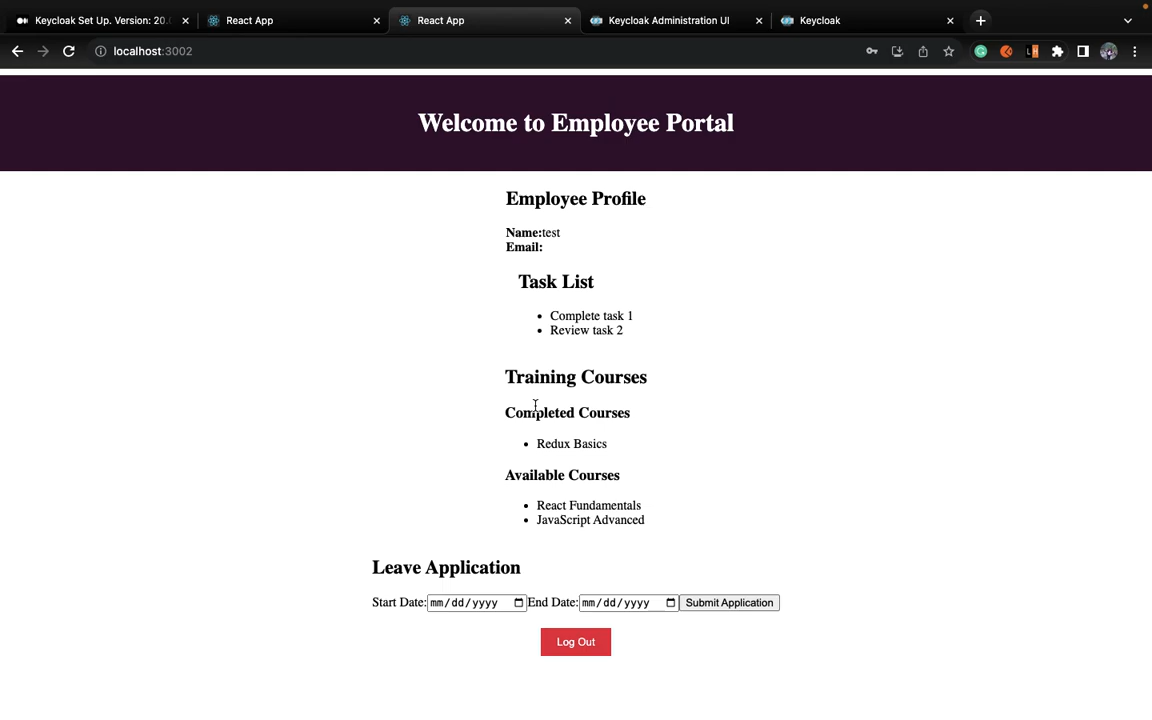 Keycloak Set Up. Version: 20.
React App
React App
Keycloak Administration UI
Keycloak
localhost:3002
Welcome to Employee Portal
Employee Profile
Name:test
Email:
Task List
Complete task 1
Review task 2
Training Courses
Completed Courses
Redux Basics
Available Courses
React Fundamentals
JavaScript Advanced
Leave Application
Start Date: mm/dd/yyyy End Date: mm/dd/yyyy Submit Application
Log Out